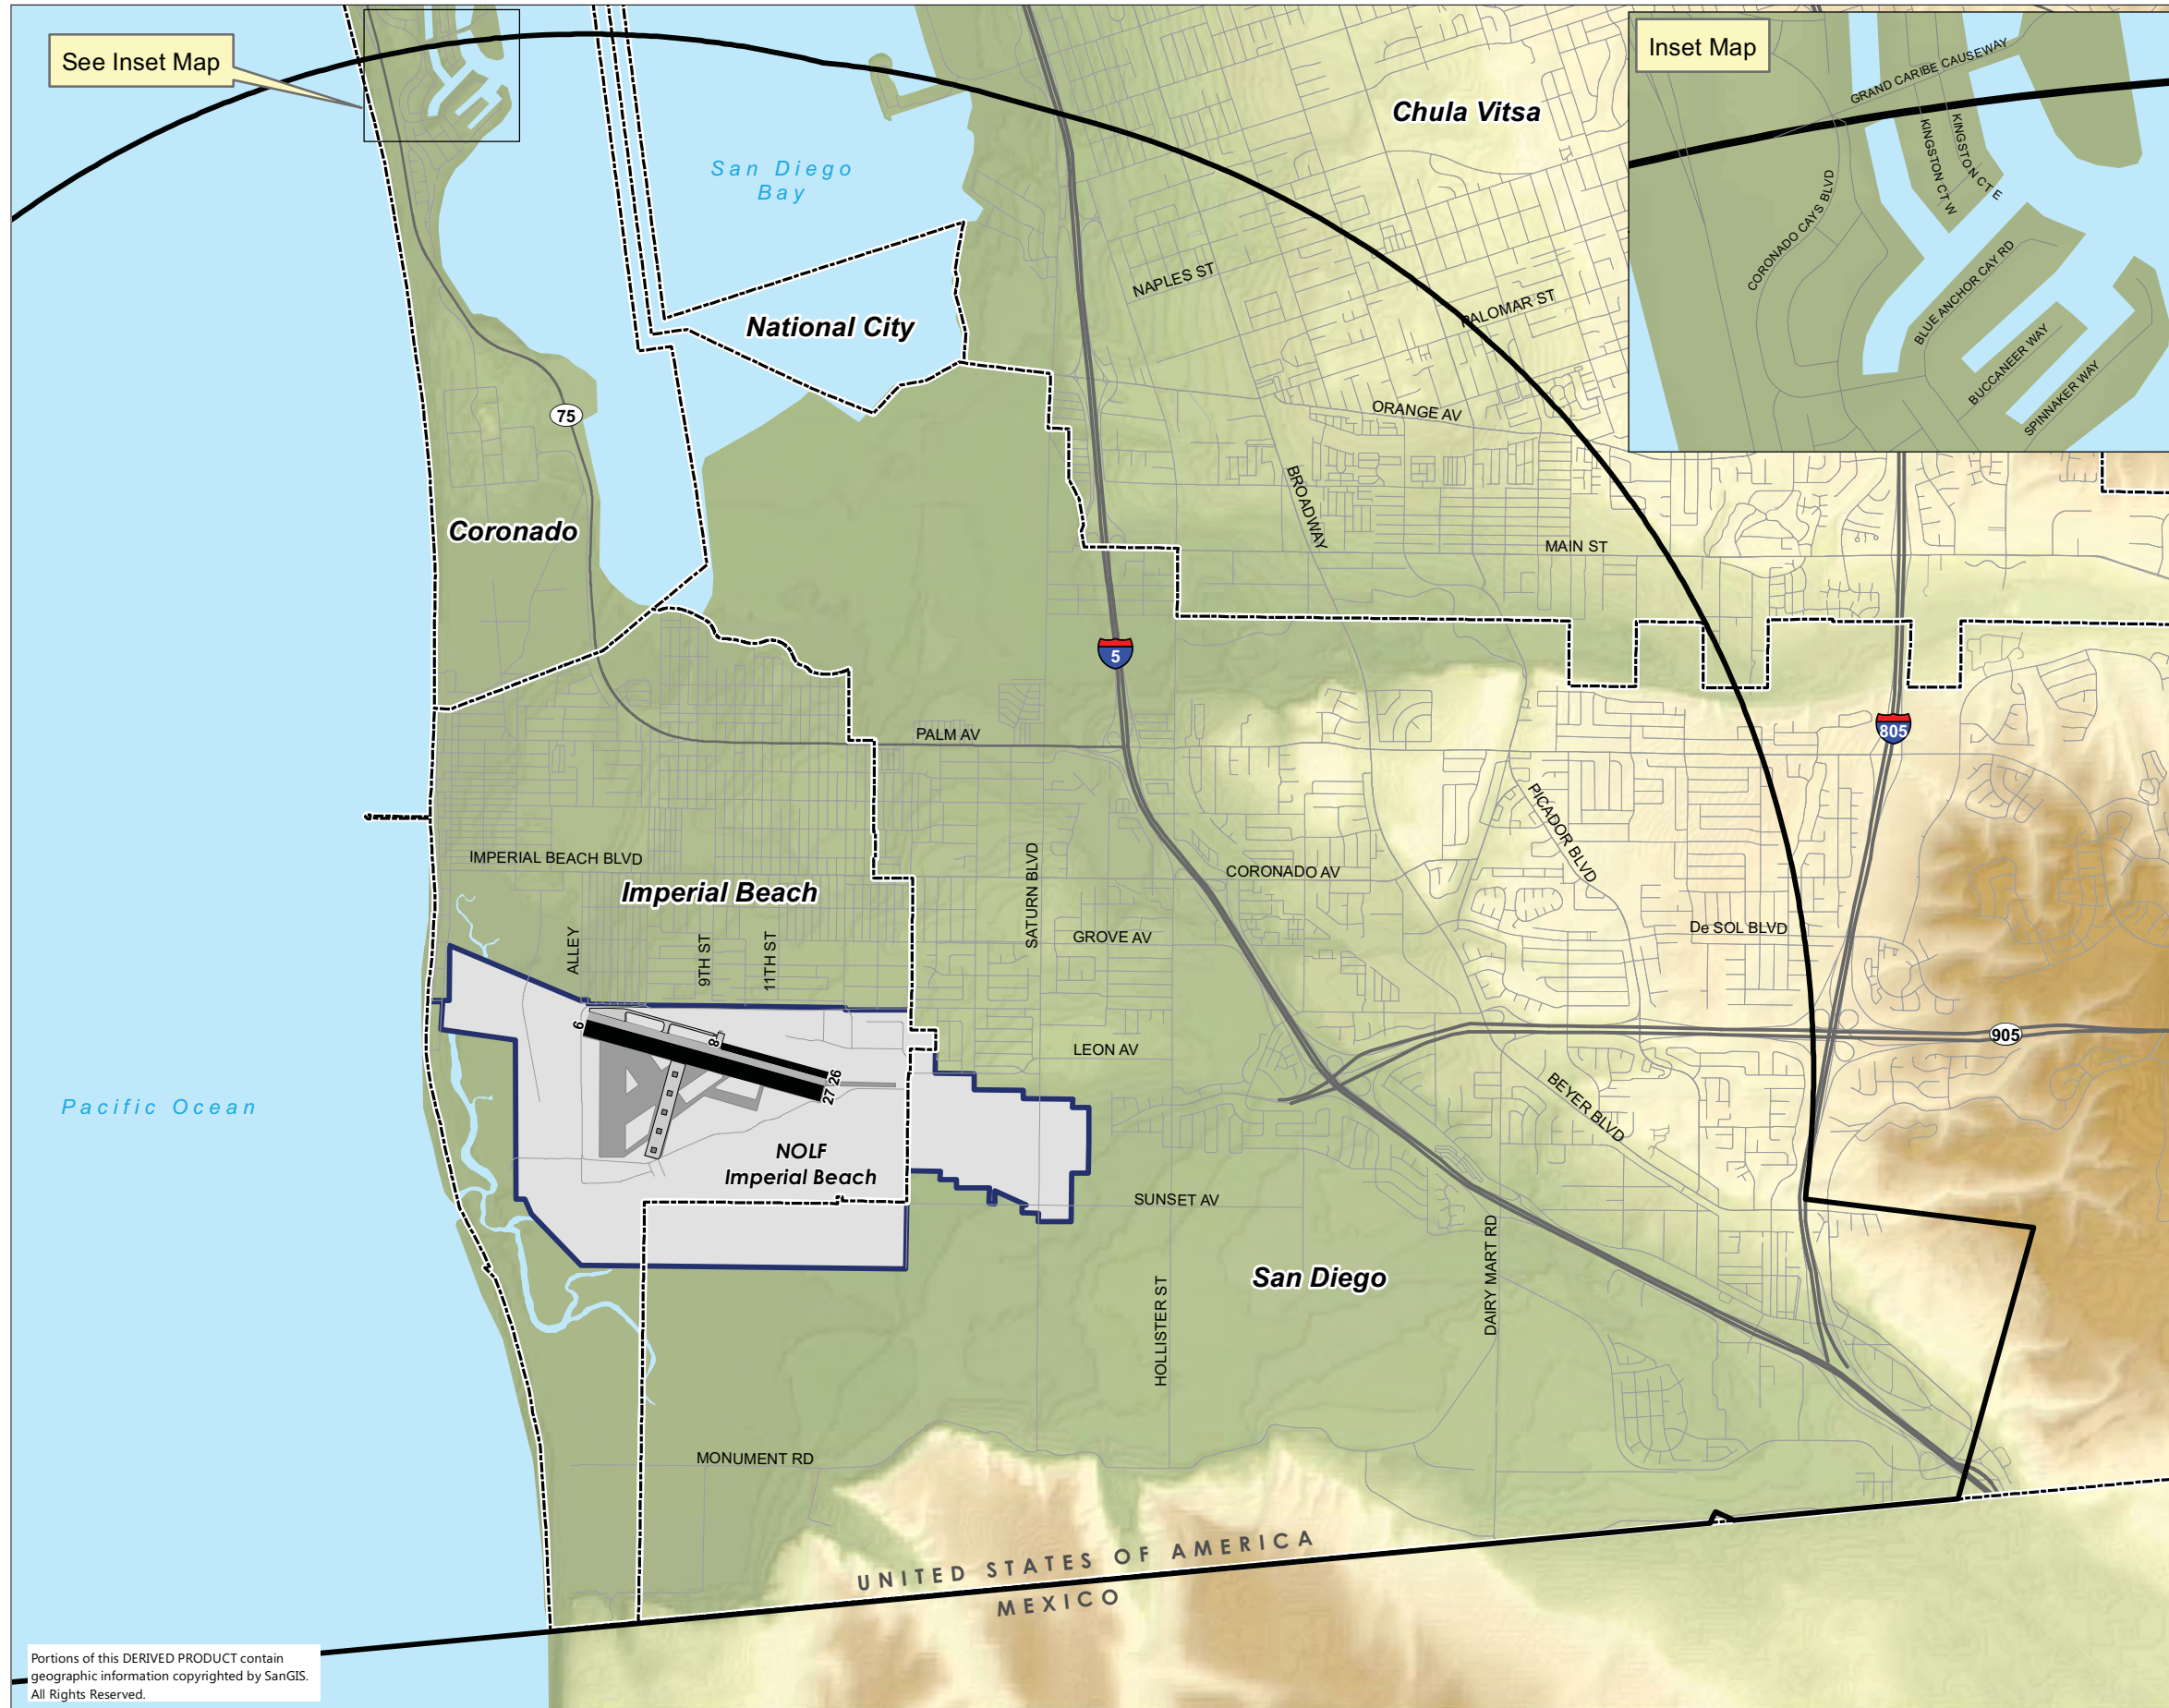 See Inset Map
Inset Map
GRAND CARIBE CAUSEWAY
KINGSTON CT W
KINGSTON CT E
CORONADO CAYS BLVD
BLUE ANCHOR CAY RD
BUCCANEER WAY
SPINNAKER WAY
Chula Vitsa
San Diego
Bay
NAPLES ST
PALOMAR ST
National City
75
ORANGE AV
BROADWAY
Coronado
MAIN ST
5
805
PALM AV
PICADOR BLVD
IMPERIAL BEACH BLVD
SATURN BLVD
CORONADO AV
Imperial Beach
ALLEY
9TH ST
11TH ST
GROVE AV
De SOL BLVD
6
8
26
27
LEON AV
905
Pacific Ocean
BEYER BLVD
NOLF
Imperial Beach
SUNSET AV
HOLLISTER ST
San Diego
DAIRY MART RD
MONUMENT RD
UNITED STATES OF AMERICA
MEXICO
Portions of this DERIVED PRODUCT contain
geographic information copyrighted by SanGIS.
All Rights Reserved.